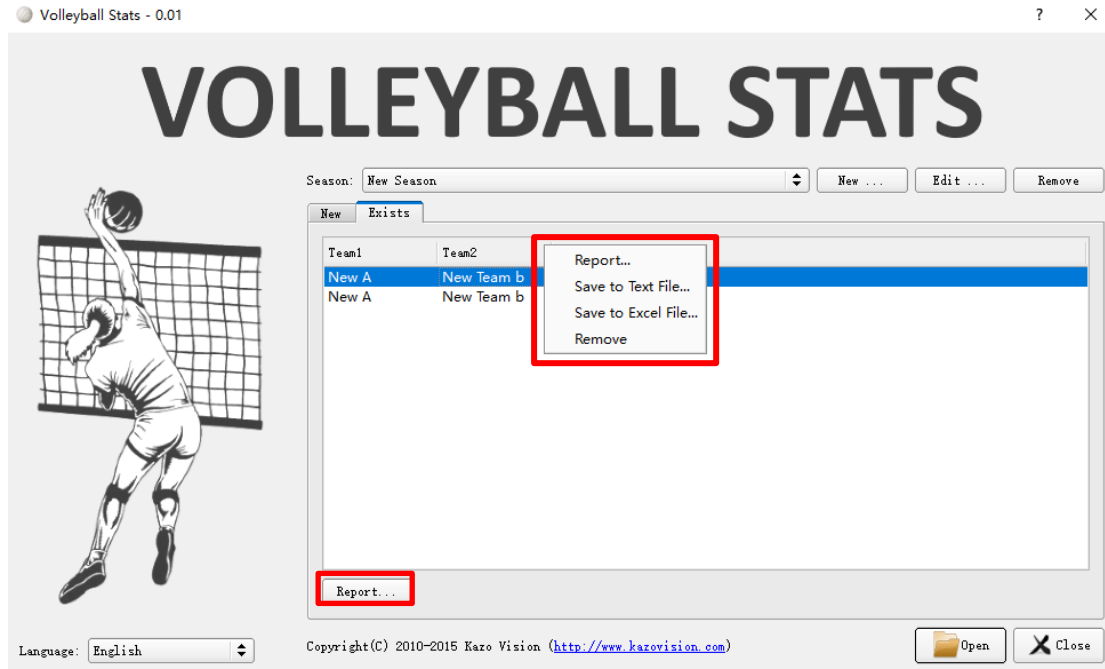 Volleyball Stats - 0.01
VOLLEYBALL STATS
Season: New Season New ... Edit ... Remove
New Exists
Team1 Team2
New A New Team b
New A New Team b
Report...
Save to Text File...
Save to Excel File...
Remove
Report...
Language: English
Copyright(C) 2010-2015 Kazo Vision (http://www.kazovision.com)
Open Close